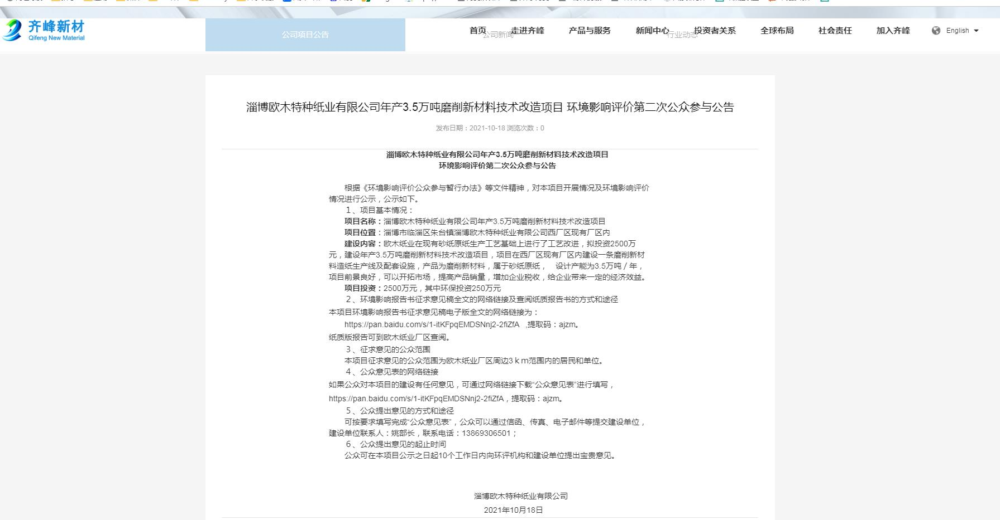 齐峰新材
Qifeng New Material
公司项目公告
公司新闻
行业动态
首页 走进齐峰 产品与服务 新闻中心 投资者关系 全球布局 社会责任 加入齐峰 English
淄博欧木特种纸业有限公司年产3.5万吨磨削新材料技术改造项目 环境影响评价第二次公众参与公告
发布日期：2021-10-18 浏览次数：0
淄博欧木特种纸业有限公司年产3.5万吨磨削新材料技术改造项目
环境影响评价第二次公众参与公告
根据《环境影响评价公众参与暂行办法》等文件精神，对本项目开展情况及环境影响评价
情况进行公示，公示如下。
１、项目基本情况：
项目名称：淄博欧木特种纸业有限公司年产3.5万吨磨削新材料技术改造项目
项目位置：淄博市临淄区朱台镇淄博欧木特种纸业有限公司西厂区现有厂区内
建设内容：欧木纸业在现有砂纸原纸生产工艺基础上进行了工艺改进，拟投资2500万
元，建设年产3.5万吨磨削新材料技术改造项目，项目在西厂区现有厂区内建设一条磨削新材
料造纸生产线及配套设施，产品为磨削新材料，属于砂纸原纸， 设计产能为3.5万吨／年，
项目前景良好，可以开拓市场，提高产品销量，增加企业税收，给企业带来一定的经济效益。
项目投资：2500万元，其中环保投资250万元
２、环境影响报告书征求意见稿全文的网络链接及查阅纸质报告书的方式和途径
本项目环境影响报告书征求意见稿电子版全文的网络链接为：
https://pan.baidu.com/s/1-itKFpqEMDSNnj2-2fiZfA ,提取码：ajzm。
纸质版报告可到欧木纸业厂区查阅。
３、征求意见的公众范围
本项目征求意见的公众范围为欧木纸业厂区周边3ｋm范围内的居民和单位。
４、公众意见表的网络链接
如果公众对本项目的建设有任何意见，可通过网络链接下载“公众意见表”进行填写，
https://pan.baidu.com/s/1-itKFpqEMDSNnj2-2fiZfA，提取码：ajzm。
５、公众提出意见的方式和途径
可按要求填写完成“公众意见表”，公众可以通过信函、传真、电子邮件等提交建设单位，
建设单位联系人：姚部长，联系电话：13869306501；
６、公众提出意见的起止时间
公众可在本项目公示之日起10个工作日内向环评机构和建设单位提出宝贵意见。
淄博欧木特种纸业有限公司
2021年10月18日